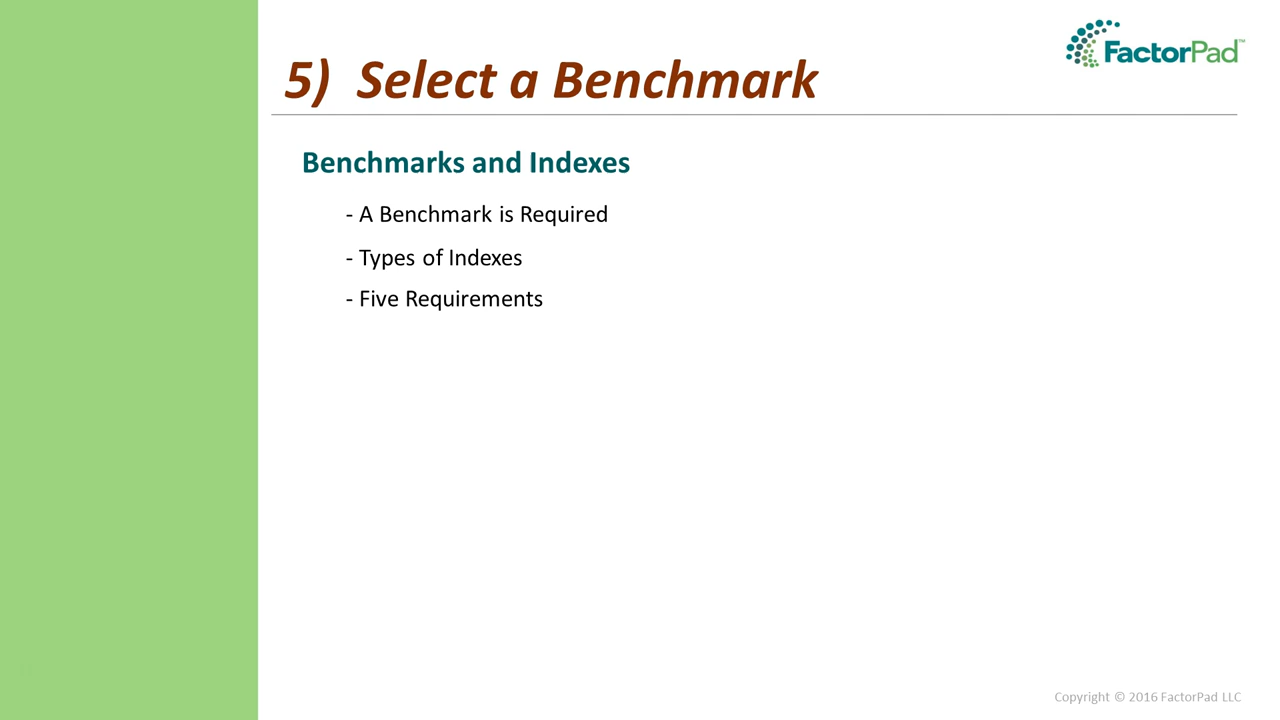 FactorPad™
5) Select a Benchmark
Benchmarks and Indexes
- A Benchmark is Required
- Types of Indexes
- Five Requirements
Copyright © 2016 FactorPad LLC